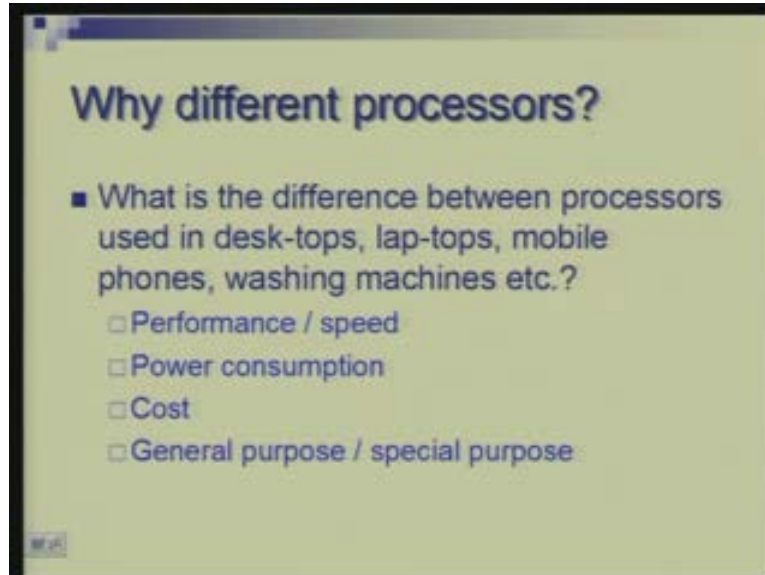 Why different processors?
What is the difference between processors
used in desk-tops, lap-tops, mobile
phones, washing machines etc.?
Performance / speed
Power consumption
Cost
General purpose / special purpose